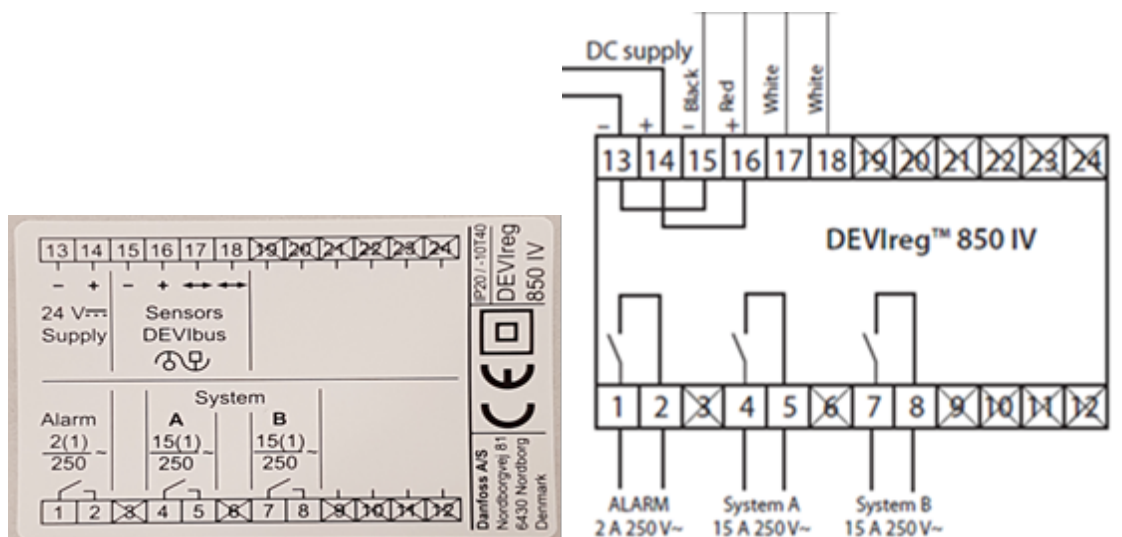 13 14 15 16 17 18 19 20 21 22 23 24
− + − +
24 V
Supply
Sensors
DEVIbus
System
Alarm
A
B
2(1)
250 ~
15(1)
250 ~
15(1)
250 ~
1 2 3 4 5 6 7 8 9 10 11 12
IP20 / -10T40
DEVIreg
850 IV
CE
Danfoss A/S
Nordborgvej 81
6430 Nordborg
Denmark
DC supply
Black
Red
White
White
− + − +
13 14 15 16 17 18 19 20 21 22 23 24
DEVIreg™ 850 IV
1 2 3 4 5 6 7 8 9 10 11 12
ALARM
2 A 250 V~
System A
15 A 250 V~
System B
15 A 250 V~